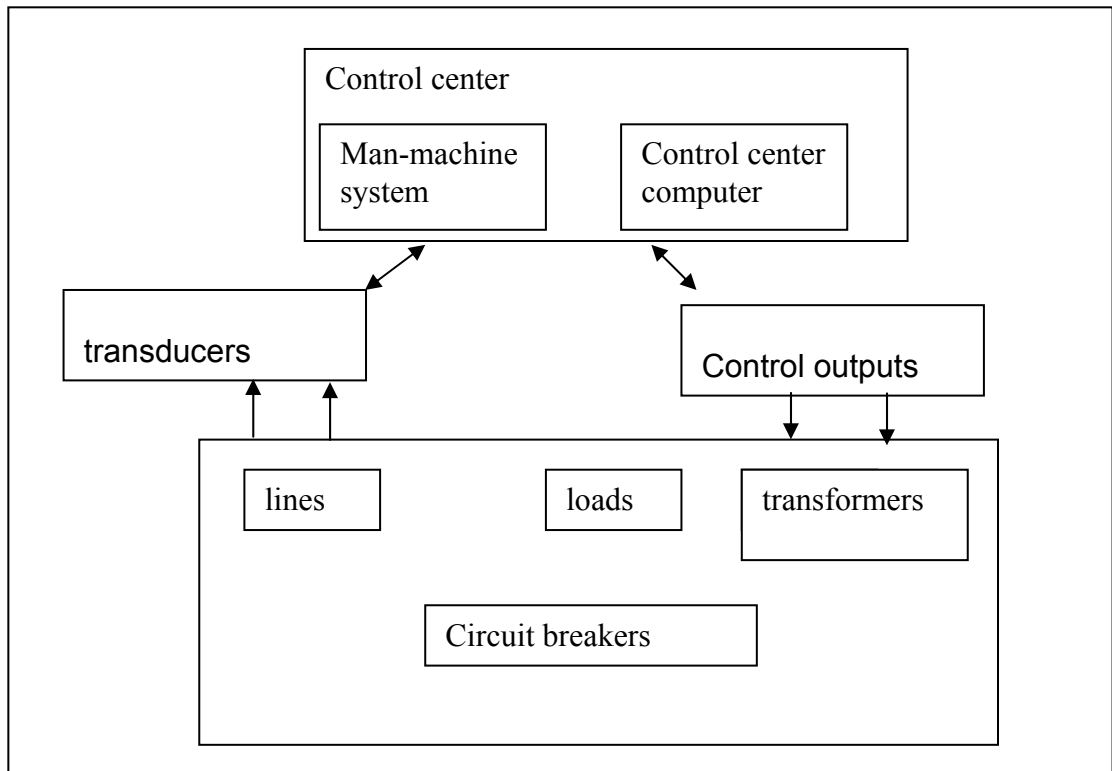 Control center
Man-machine
system
Control center
computer
transducers
Control outputs
lines
loads
transformers
Circuit breakers